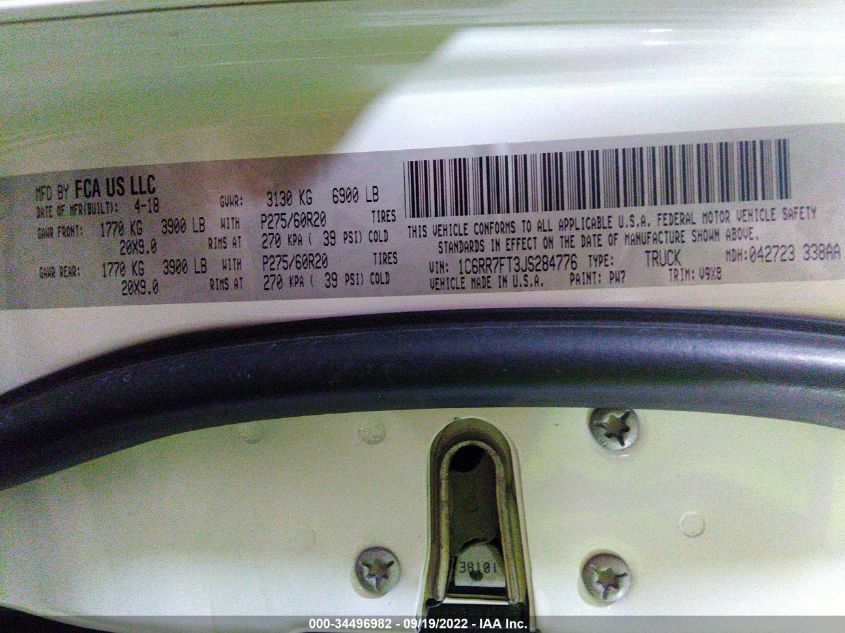 MFD BY FCA US LLC
DATE OF MFR(BUILT): 4-18 GVWR: 3130 KG 6900 LB
GAWR FRONT: 1770 KG 3900 LB WITH P275/60R20 TIRES
20X9.0 RIMS AT 270 KPA ( 39 PSI) COLD
GAWR REAR: 1770 KG 3900 LB WITH P275/60R20 TIRES
20X9.0 RIMS AT 270 KPA ( 39 PSI) COLD
THIS VEHICLE CONFORMS TO ALL APPLICABLE U.S.A. FEDERAL MOTOR VEHICLE SAFETY
STANDARDS IN EFFECT ON THE DATE OF MANUFACTURE SHOWN ABOVE.
VIN: 1C6RR7FT3JS284776 TYPE: TRUCK MDH:042723 338AA
VEHICLE MADE IN U.S.A. PAINT: PW7 TRIM: V9X8
000-34496982 - 09/19/2022 - IAA Inc.